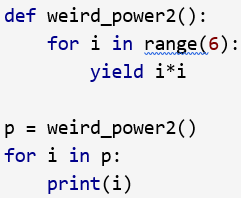 def weird_power2():
    for i in range(6):
        yield i*i

p = weird_power2()
for i in p:
    print(i)